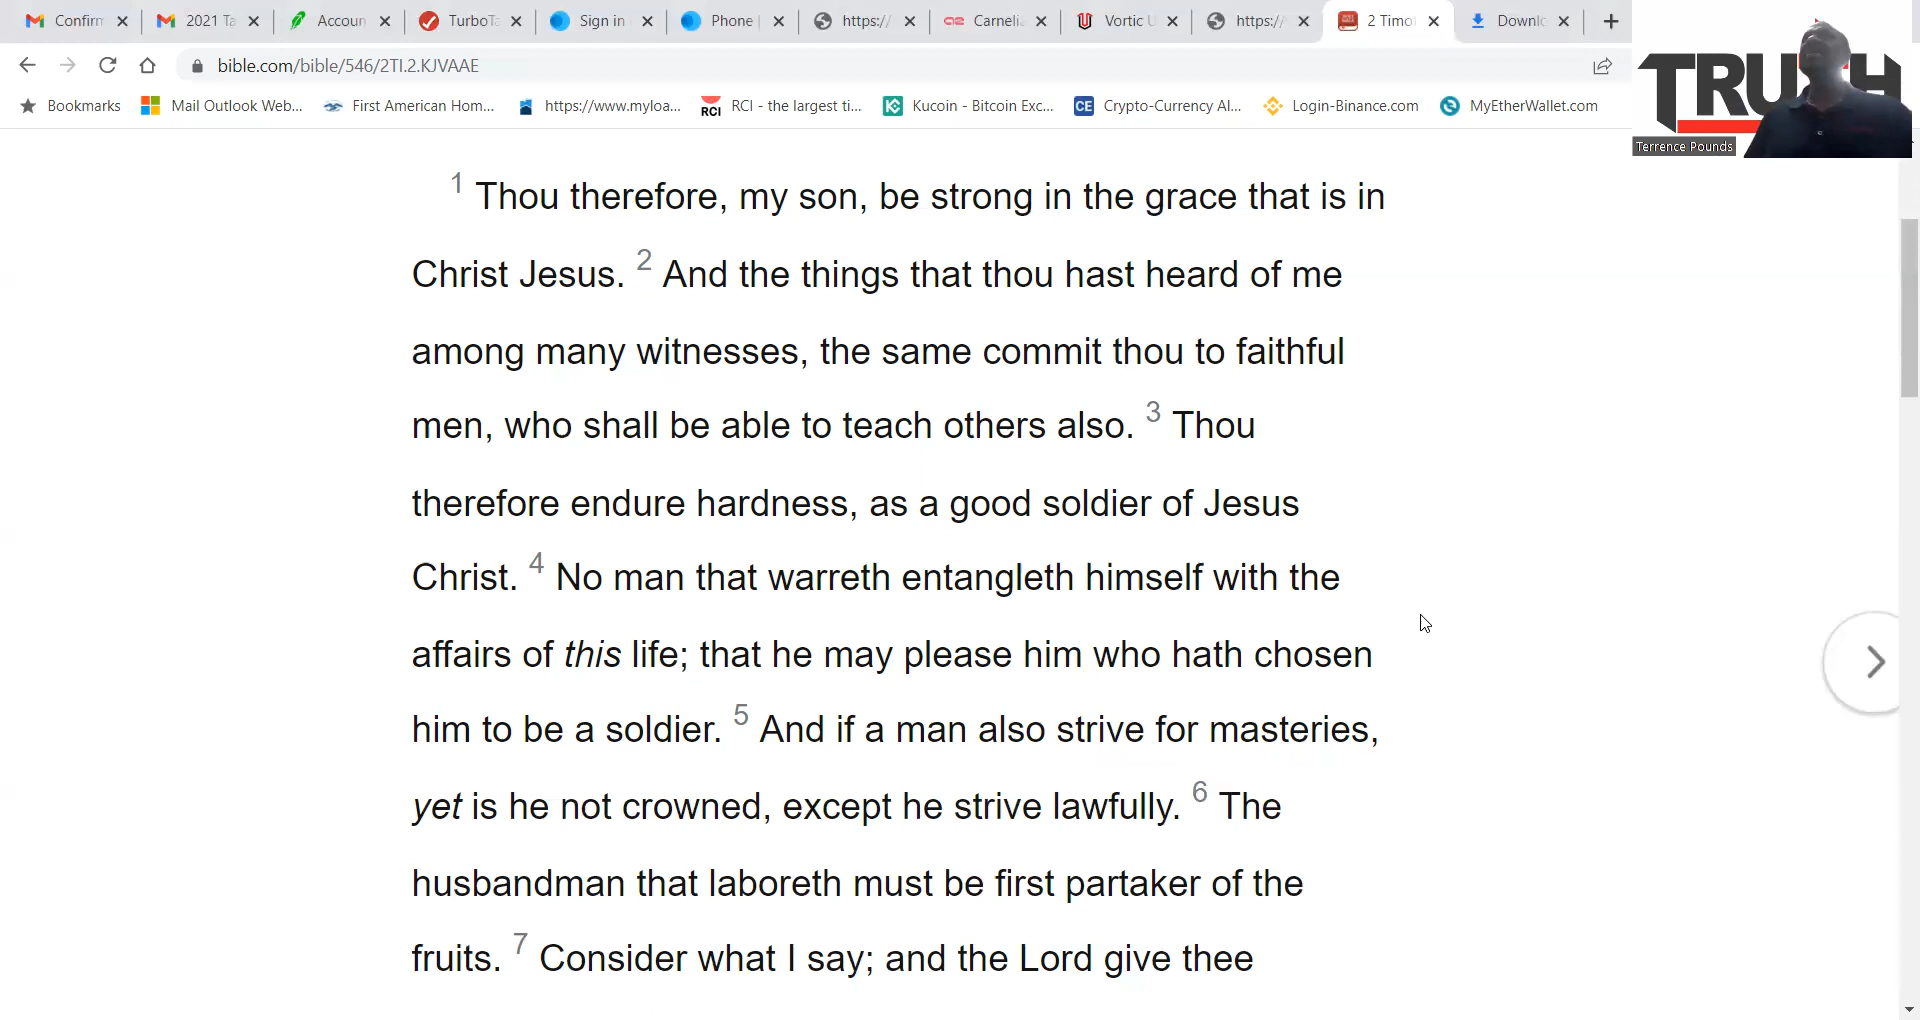 Confirm 2021 Ta Accoun TurboTa Sign in Phone https:// Carnelia Vortic U https:// 2 Timot Downlo
bible.com/bible/546/2TI.2.KJVAAE
Bookmarks Mail Outlook Web... First American Hom... https://www.myloa... RCI RCI - the largest ti... Kucoin - Bitcoin Exc... CE Crypto-Currency Al... Login-Binance.com MyEtherWallet.com
Terrence Pounds
1 Thou therefore, my son, be strong in the grace that is in
Christ Jesus. 2 And the things that thou hast heard of me
among many witnesses, the same commit thou to faithful
men, who shall be able to teach others also. 3 Thou
therefore endure hardness, as a good soldier of Jesus
Christ. 4 No man that warreth entangleth himself with the
affairs of this life; that he may please him who hath chosen
him to be a soldier. 5 And if a man also strive for masteries,
yet is he not crowned, except he strive lawfully. 6 The
husbandman that laboreth must be first partaker of the
fruits. 7 Consider what I say; and the Lord give thee